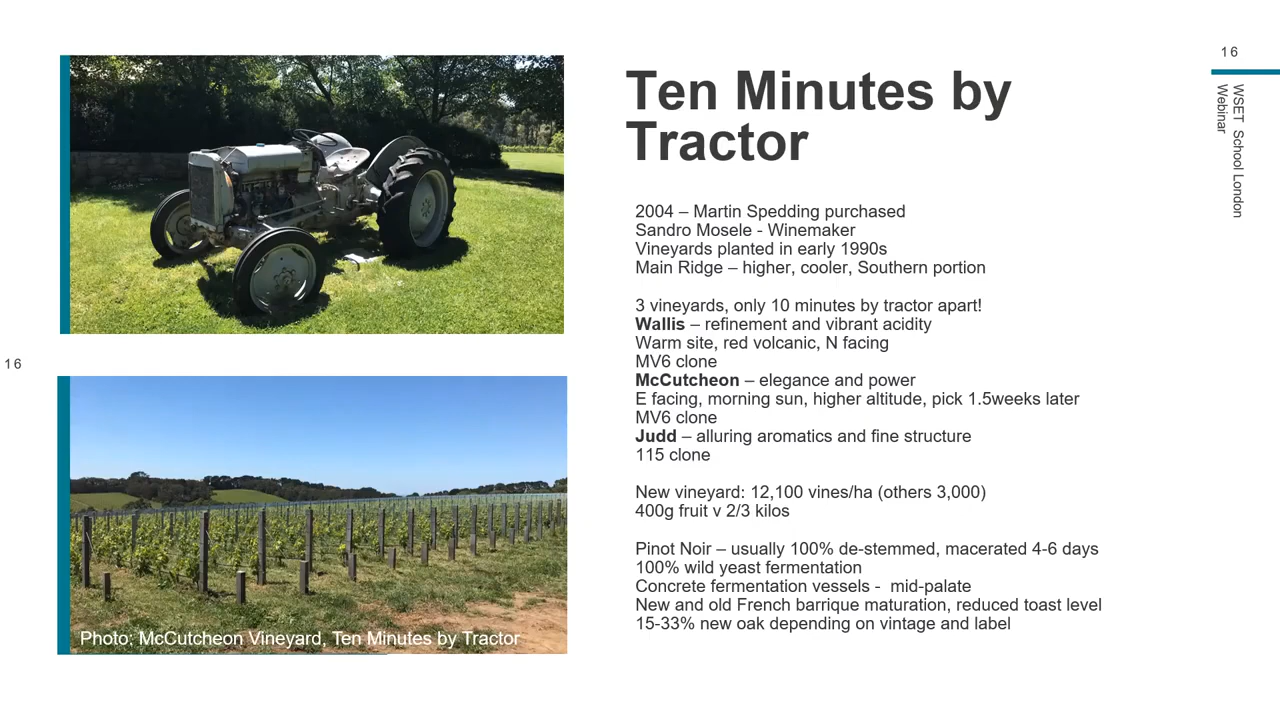 16
WSET School London
Webinar
16
Ten Minutes by
Tractor
2004 – Martin Spedding purchased
Sandro Mosele - Winemaker
Vineyards planted in early 1990s
Main Ridge – higher, cooler, Southern portion
3 vineyards, only 10 minutes by tractor apart!
Wallis – refinement and vibrant acidity
Warm site, red volcanic, N facing
MV6 clone
McCutcheon – elegance and power
E facing, morning sun, higher altitude, pick 1.5weeks later
MV6 clone
Judd – alluring aromatics and fine structure
115 clone
New vineyard: 12,100 vines/ha (others 3,000)
400g fruit v 2/3 kilos
Pinot Noir – usually 100% de-stemmed, macerated 4-6 days
100% wild yeast fermentation
Concrete fermentation vessels - mid-palate
New and old French barrique maturation, reduced toast level
15-33% new oak depending on vintage and label
Photo; McCutcheon Vineyard, Ten Minutes by Tractor